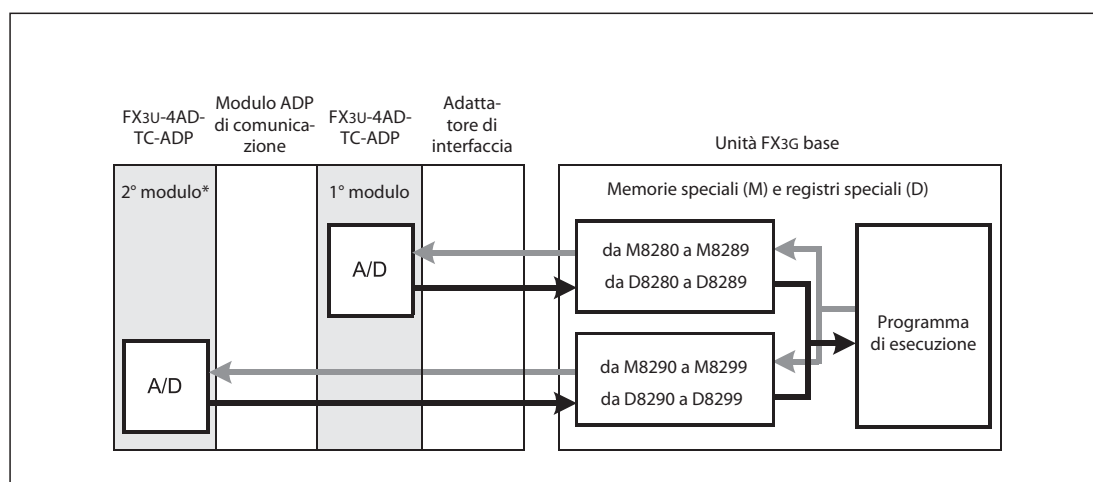 FX3U-4AD-
TC-ADP
Modulo ADP
di comunica-
zione
FX3U-4AD-
TC-ADP
Adatta-
tore di
interfaccia
Unità FX3G base
2° modulo*
1° modulo
Memorie speciali (M) e registri speciali (D)
A/D
da M8280 a M8289
da D8280 a D8289
Programma
di esecuzione
A/D
da M8290 a M8299
da D8290 a D8299